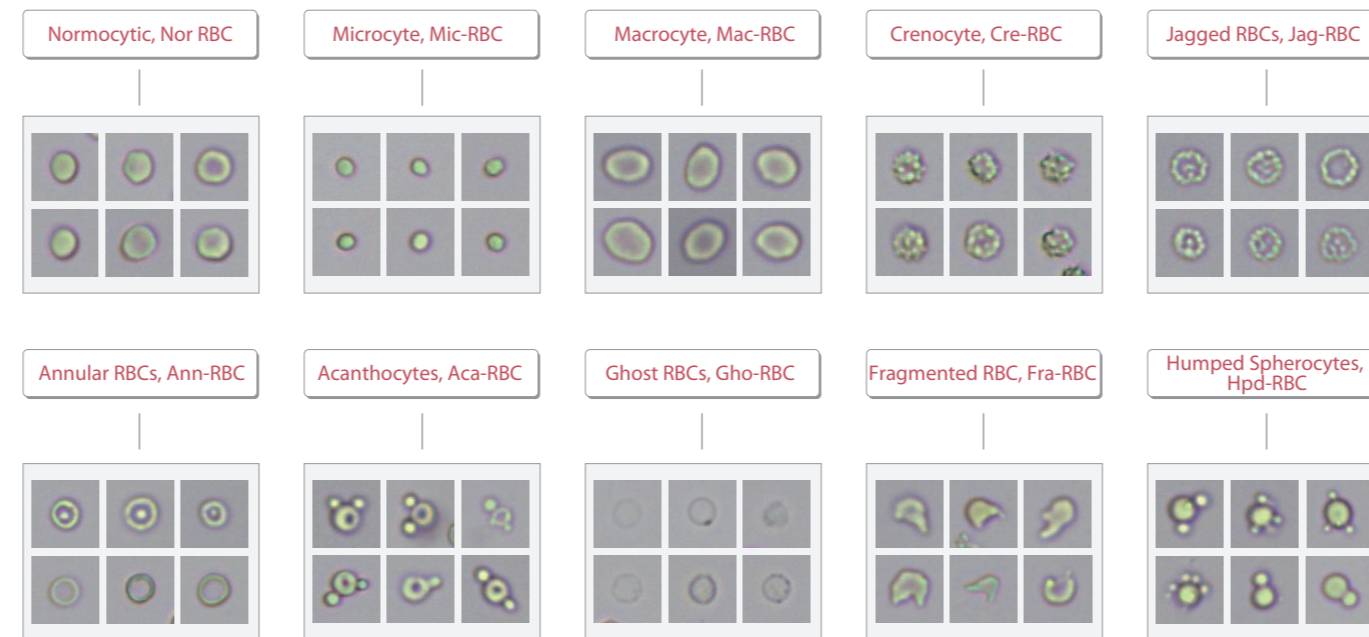 Normocytic, Nor RBC
Microcyte, Mic-RBC
Macrocyte, Mac-RBC
Crenocyte, Cre-RBC
Jagged RBCs, Jag-RBC
Annular RBCs, Ann-RBC
Acanthocytes, Aca-RBC
Ghost RBCs, Gho-RBC
Fragmented RBC, Fra-RBC
Humped Spherocytes,
Hpd-RBC